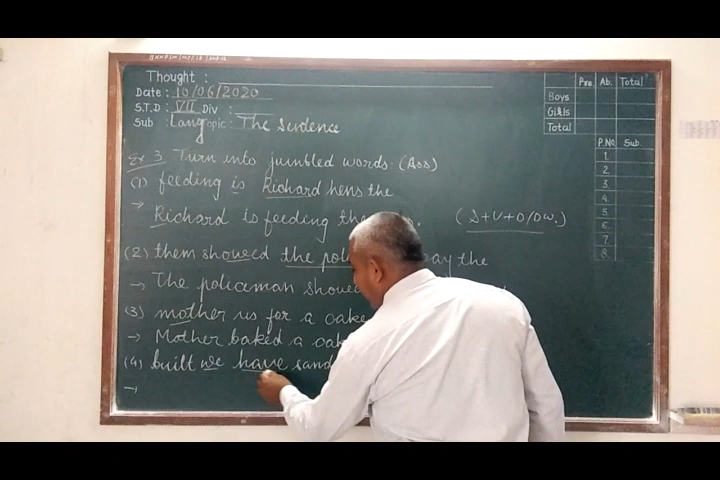 Thought :
Date : 10/06/2020
S.T.D : VII Div :
Sub : Lang Topic : The Sentence
Pre. Ab. Total
Boys
Girls
Total
P.No. Sub.
1.
2.
3.
4.
5.
6.
7.
8.
Ex 3. Turn into jumbled words. (Ass)
(1) feeding is Richard hens the
→ Richard is feeding the (S+V+O/OW.)
(2) them showed the the
→ The policeman
(3) mother us for a cake
→ Mother baked a
(4) built we have sand
→